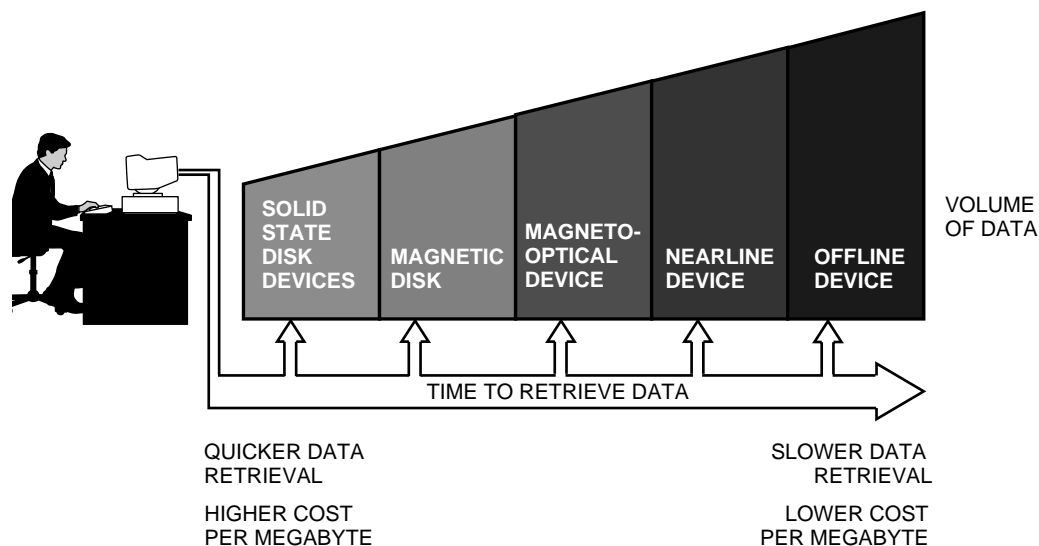 SOLID
STATE
DISK
DEVICES
MAGNETIC
DISK
MAGNETO-
OPTICAL
DEVICE
NEARLINE
DEVICE
OFFLINE
DEVICE
VOLUME
OF DATA
TIME TO RETRIEVE DATA
QUICKER DATA
RETRIEVAL
HIGHER COST
PER MEGABYTE
SLOWER DATA
RETRIEVAL
LOWER COST
PER MEGABYTE